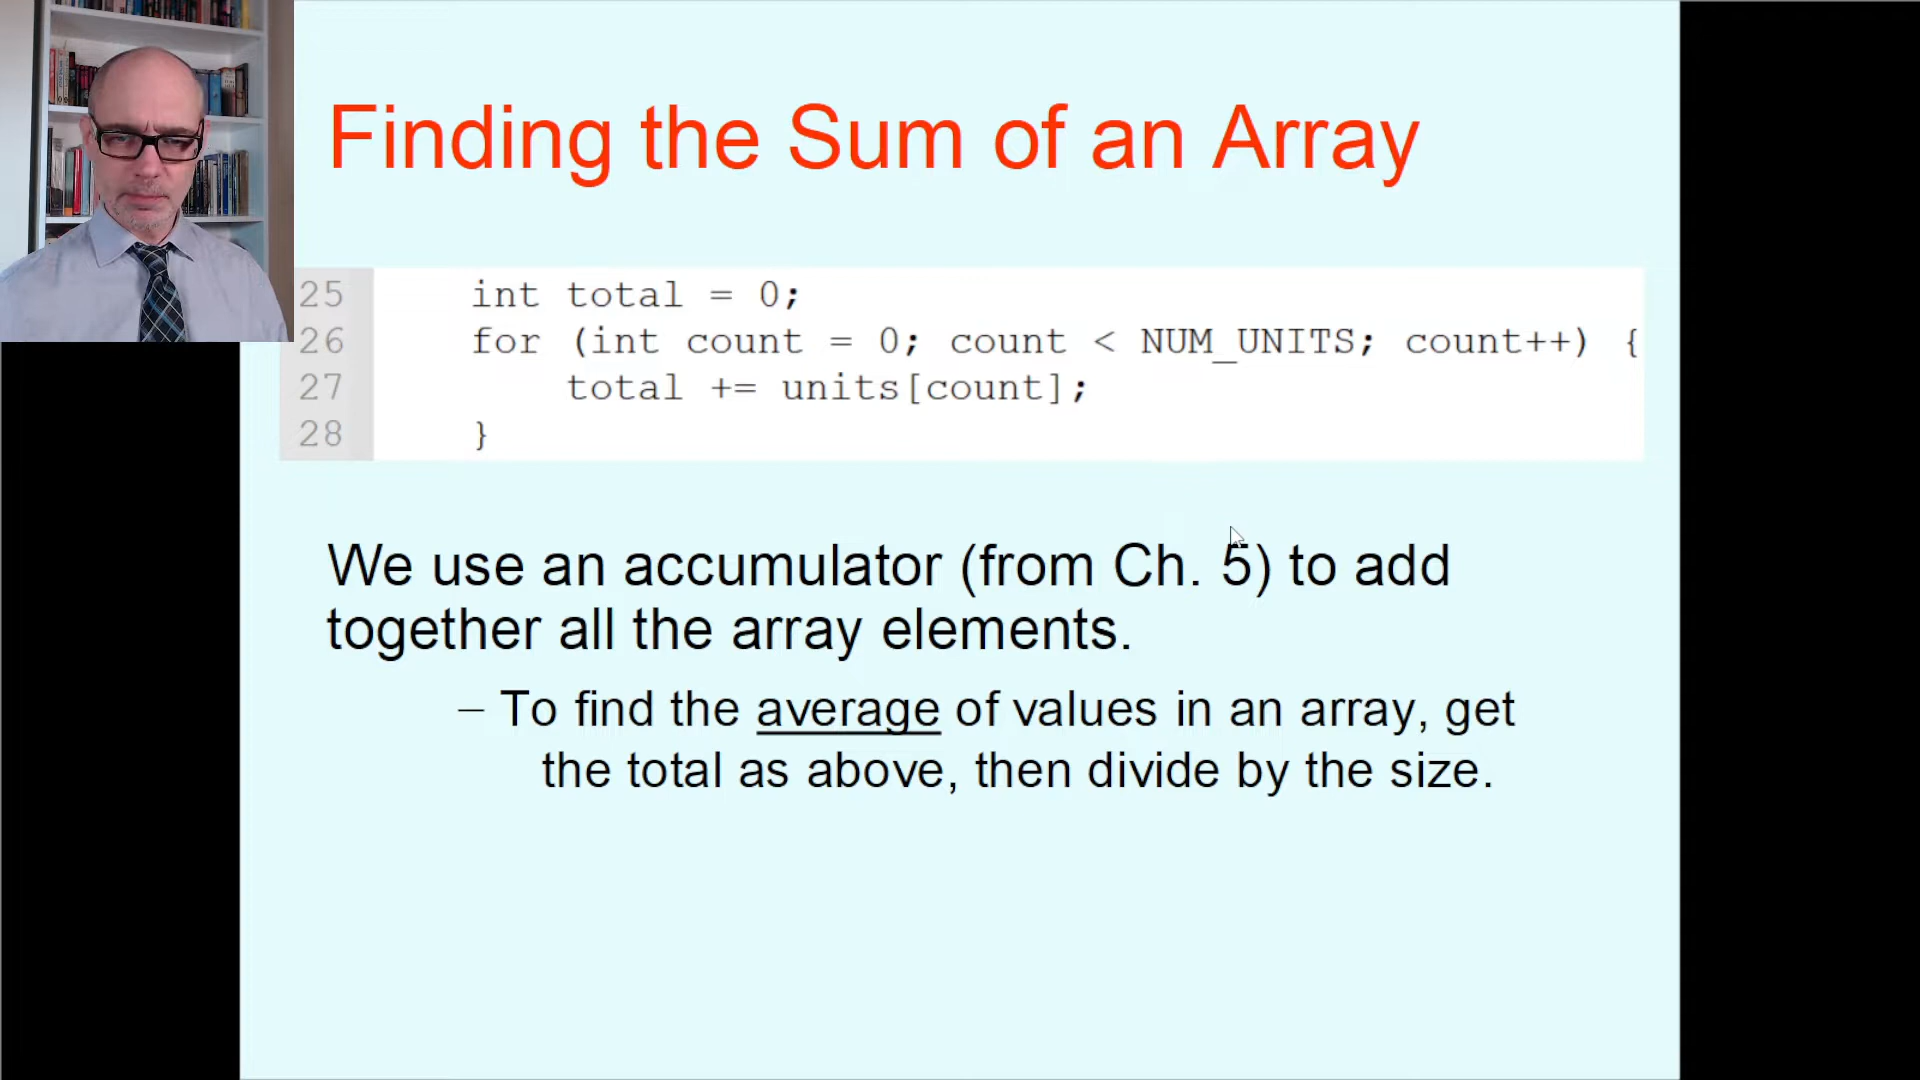 Finding the Sum of an Array
25 int total = 0;
26 for (int count = 0; count < NUM_UNITS; count++) {
27 total += units[count];
28 }
We use an accumulator (from Ch. 5) to add
together all the array elements.
– To find the average of values in an array, get
the total as above, then divide by the size.